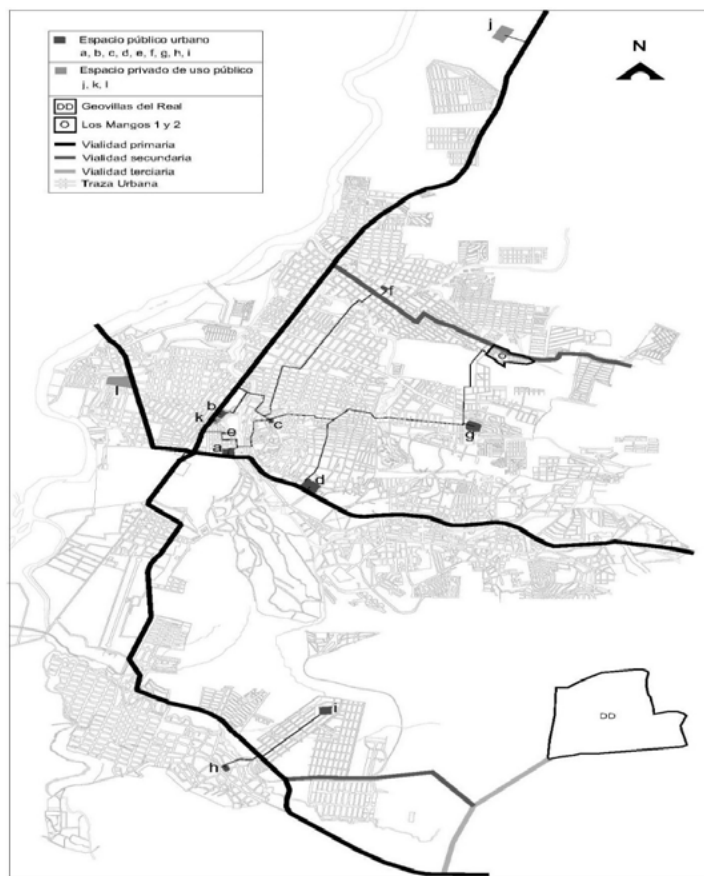 Espacio público urbano
a, b, c, d, e, f, g, h, i
Espacio privado de uso público
j, k, l
DD Geovillas del Real
O Los Mangos 1 y 2
Vialidad primaria
Vialidad secundaria
Vialidad terciaria
Traza Urbana
j
N
f
O
l
b
k
c
e
g
a
d
DD
i
h